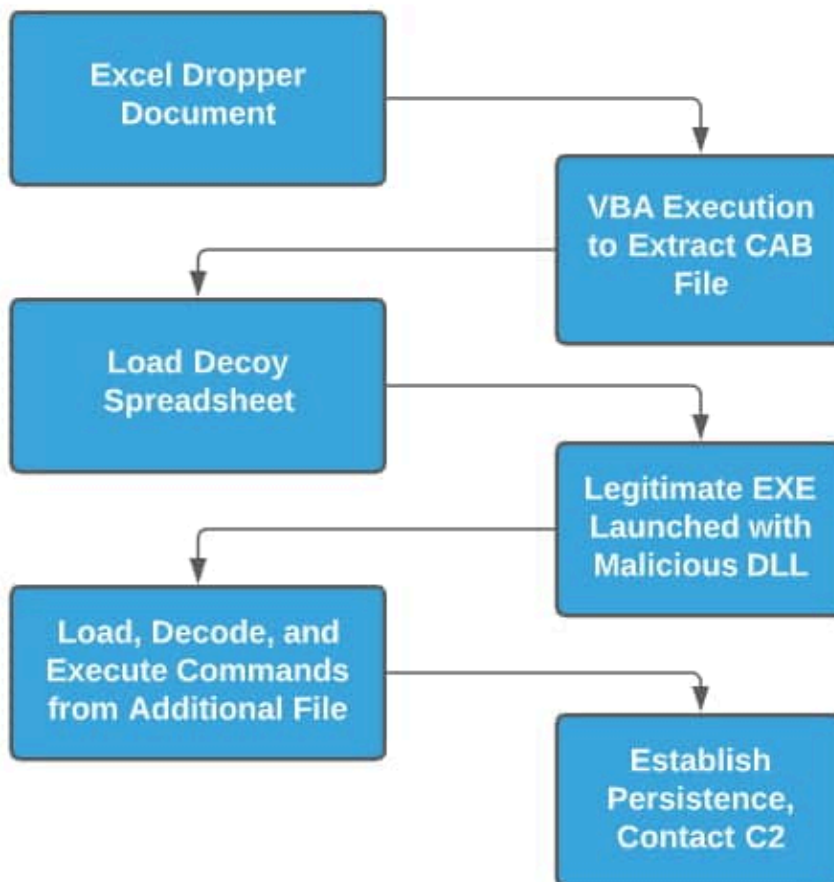 Excel Dropper
Document
VBA Execution
to Extract CAB
File
Load Decoy
Spreadsheet
Legitimate EXE
Launched with
Malicious DLL
Load, Decode, and
Execute Commands
from Additional File
Establish
Persistence,
Contact C2